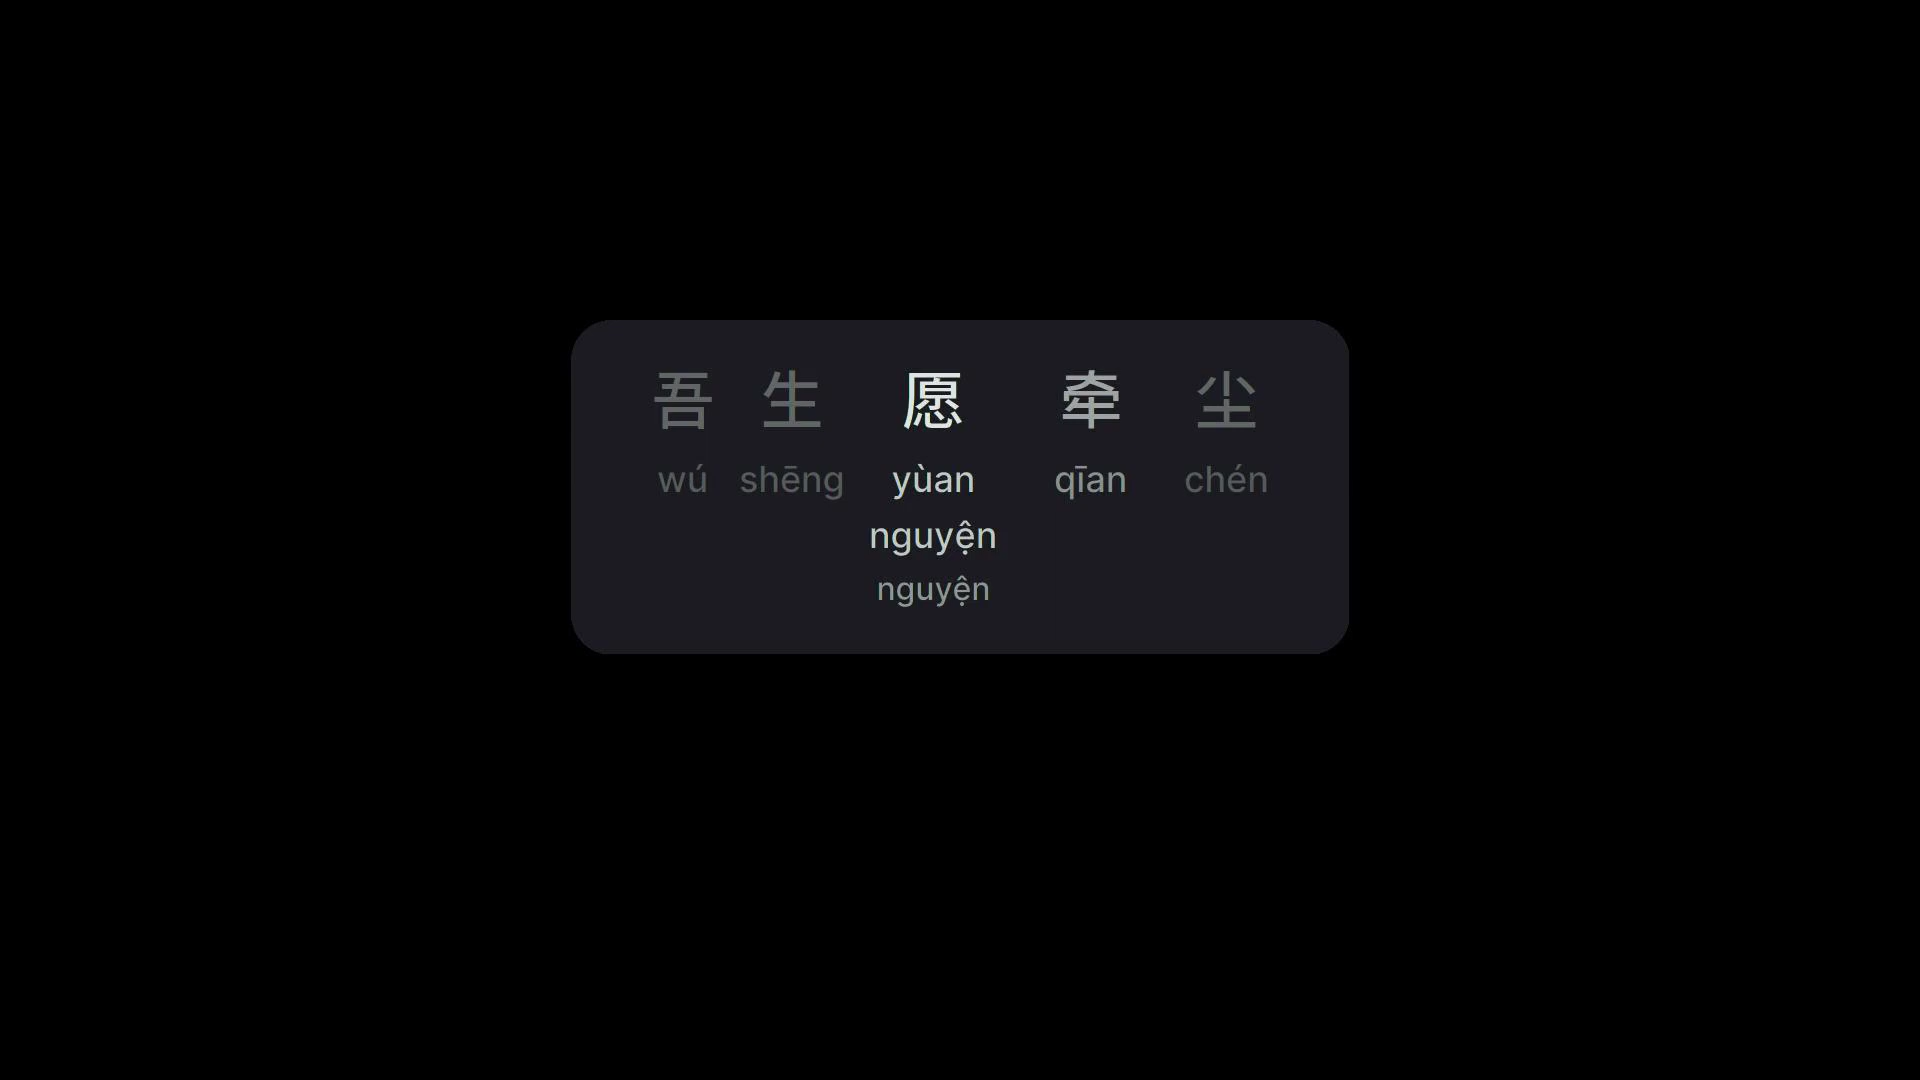 吾 生 愿 牵 尘
wú shēng yùan qīan chén
nguyện
nguyện